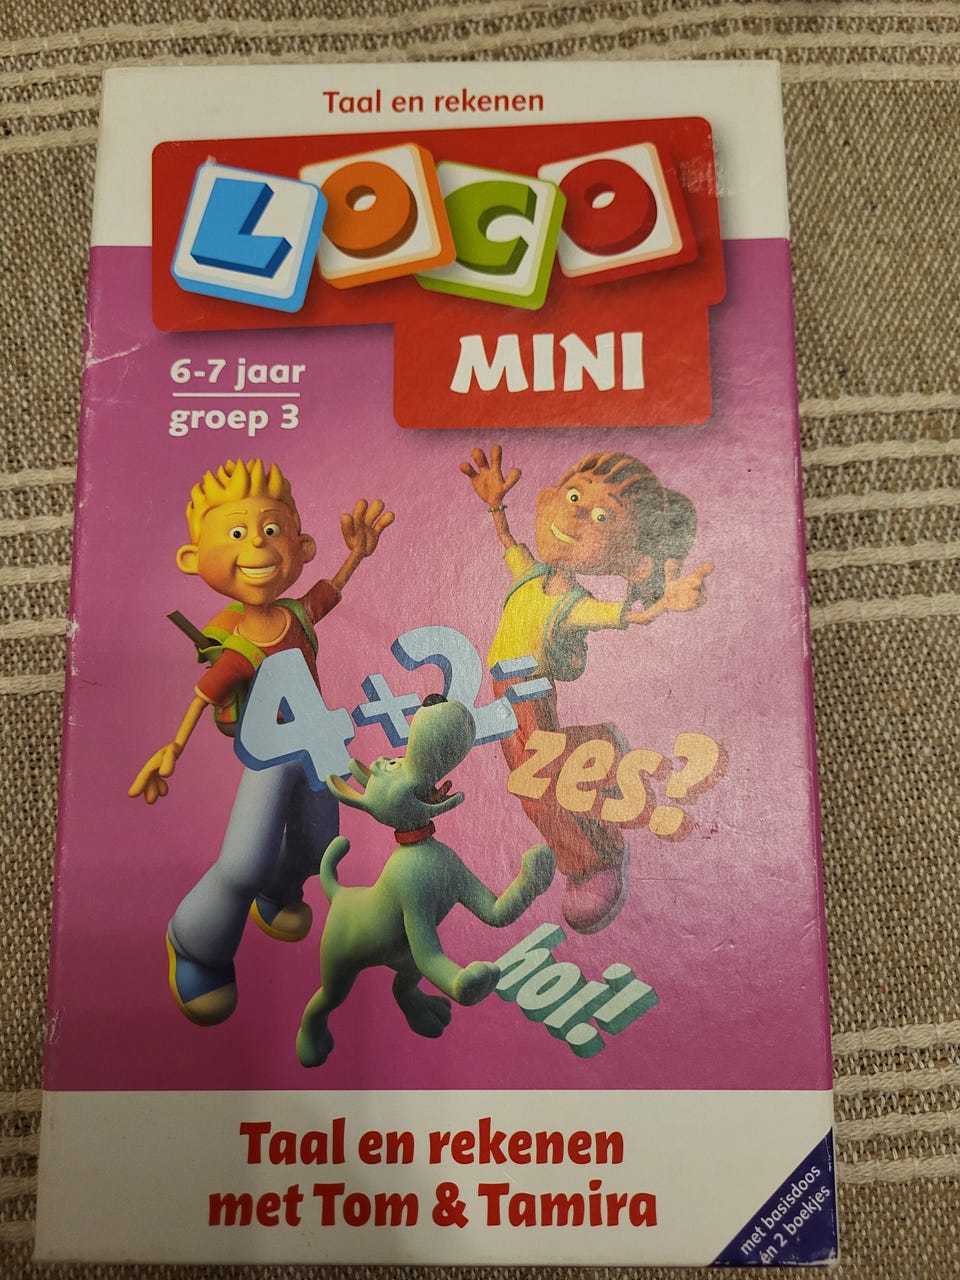 Taal en rekenen
LOCO
MINI
6-7 jaar
groep 3
4+2=
zes?
hoi!
Taal en rekenen
met Tom & Tamira
met basisdoos
én 2 boekjes